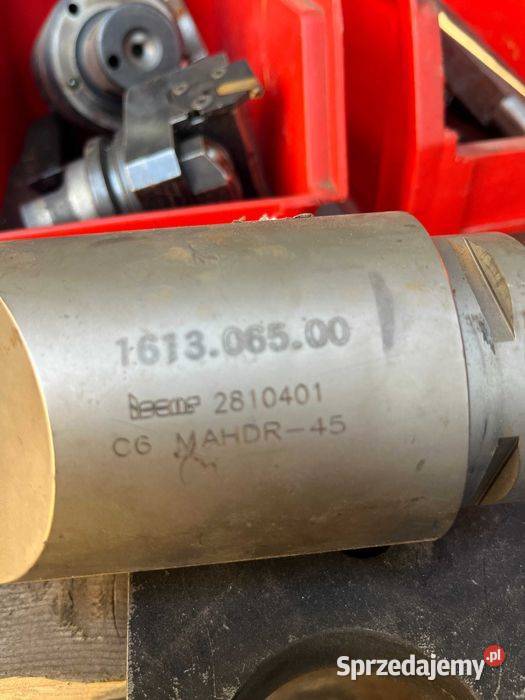 1613.065.00
iscar 2810401
C6 MAHDR-45
Sprzedajemy.pl